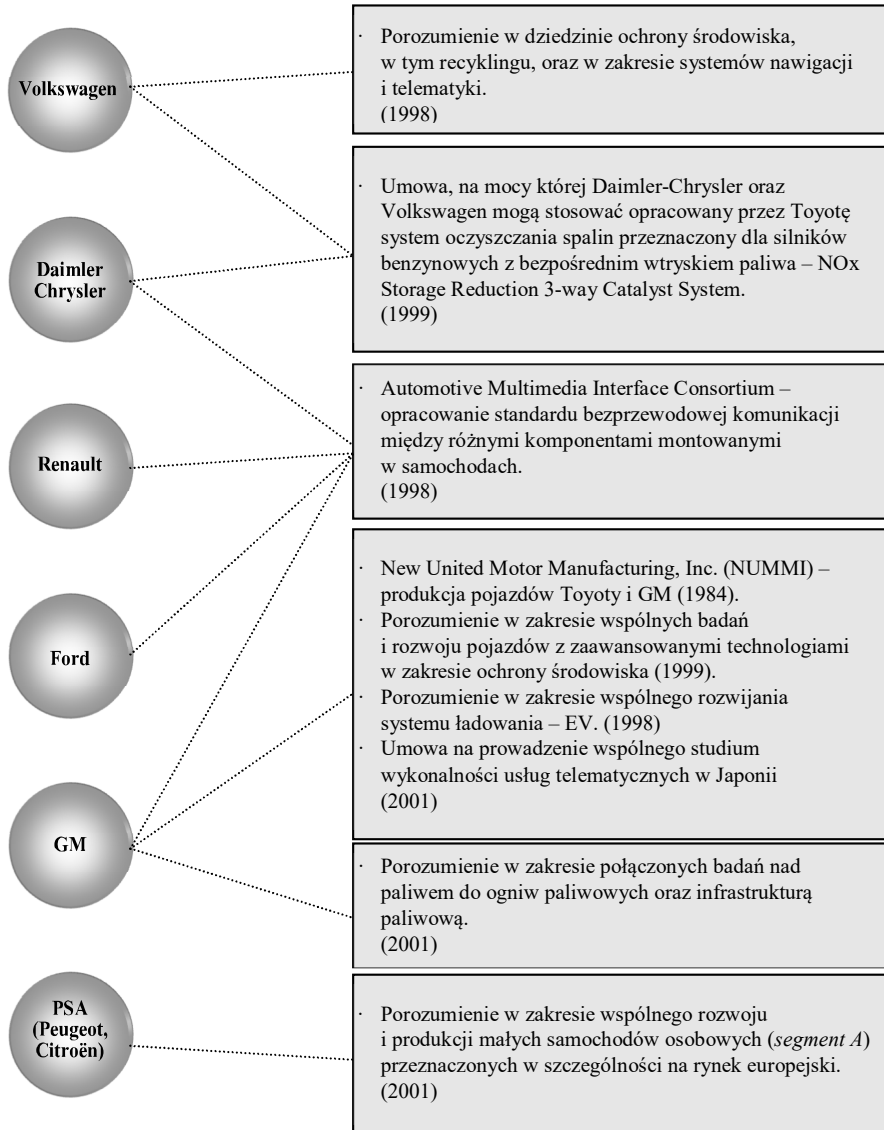 Volkswagen
· Porozumienie w dziedzinie ochrony środowiska,
w tym recyklingu, oraz w zakresie systemów nawigacji
i telematyki.
(1998)
Daimler
Chrysler
· Umowa, na mocy której Daimler-Chrysler oraz
Volkswagen mogą stosować opracowany przez Toyotę
system oczyszczania spalin przeznaczony dla silników
benzynowych z bezpośrednim wtryskiem paliwa – NOx
Storage Reduction 3-way Catalyst System.
(1999)
Renault
· Automotive Multimedia Interface Consortium –
opracowanie standardu bezprzewodowej komunikacji
między różnymi komponentami montowanymi
w samochodach.
(1998)
Ford
· New United Motor Manufacturing, Inc. (NUMMI) –
produkcja pojazdów Toyoty i GM (1984).
· Porozumienie w zakresie wspólnych badań
i rozwoju pojazdów z zaawansowanymi technologiami
w zakresie ochrony środowiska (1999).
· Porozumienie w zakresie wspólnego rozwijania
systemu ładowania – EV. (1998)
· Umowa na prowadzenie wspólnego studium
wykonalności usług telematycznych w Japonii
(2001)
GM
· Porozumienie w zakresie połączonych badań nad
paliwem do ogniw paliwowych oraz infrastrukturą
paliwową.
(2001)
PSA
(Peugeot,
Citroën)
· Porozumienie w zakresie wspólnego rozwoju
i produkcji małych samochodów osobowych (segment A)
przeznaczonych w szczególności na rynek europejski.
(2001)